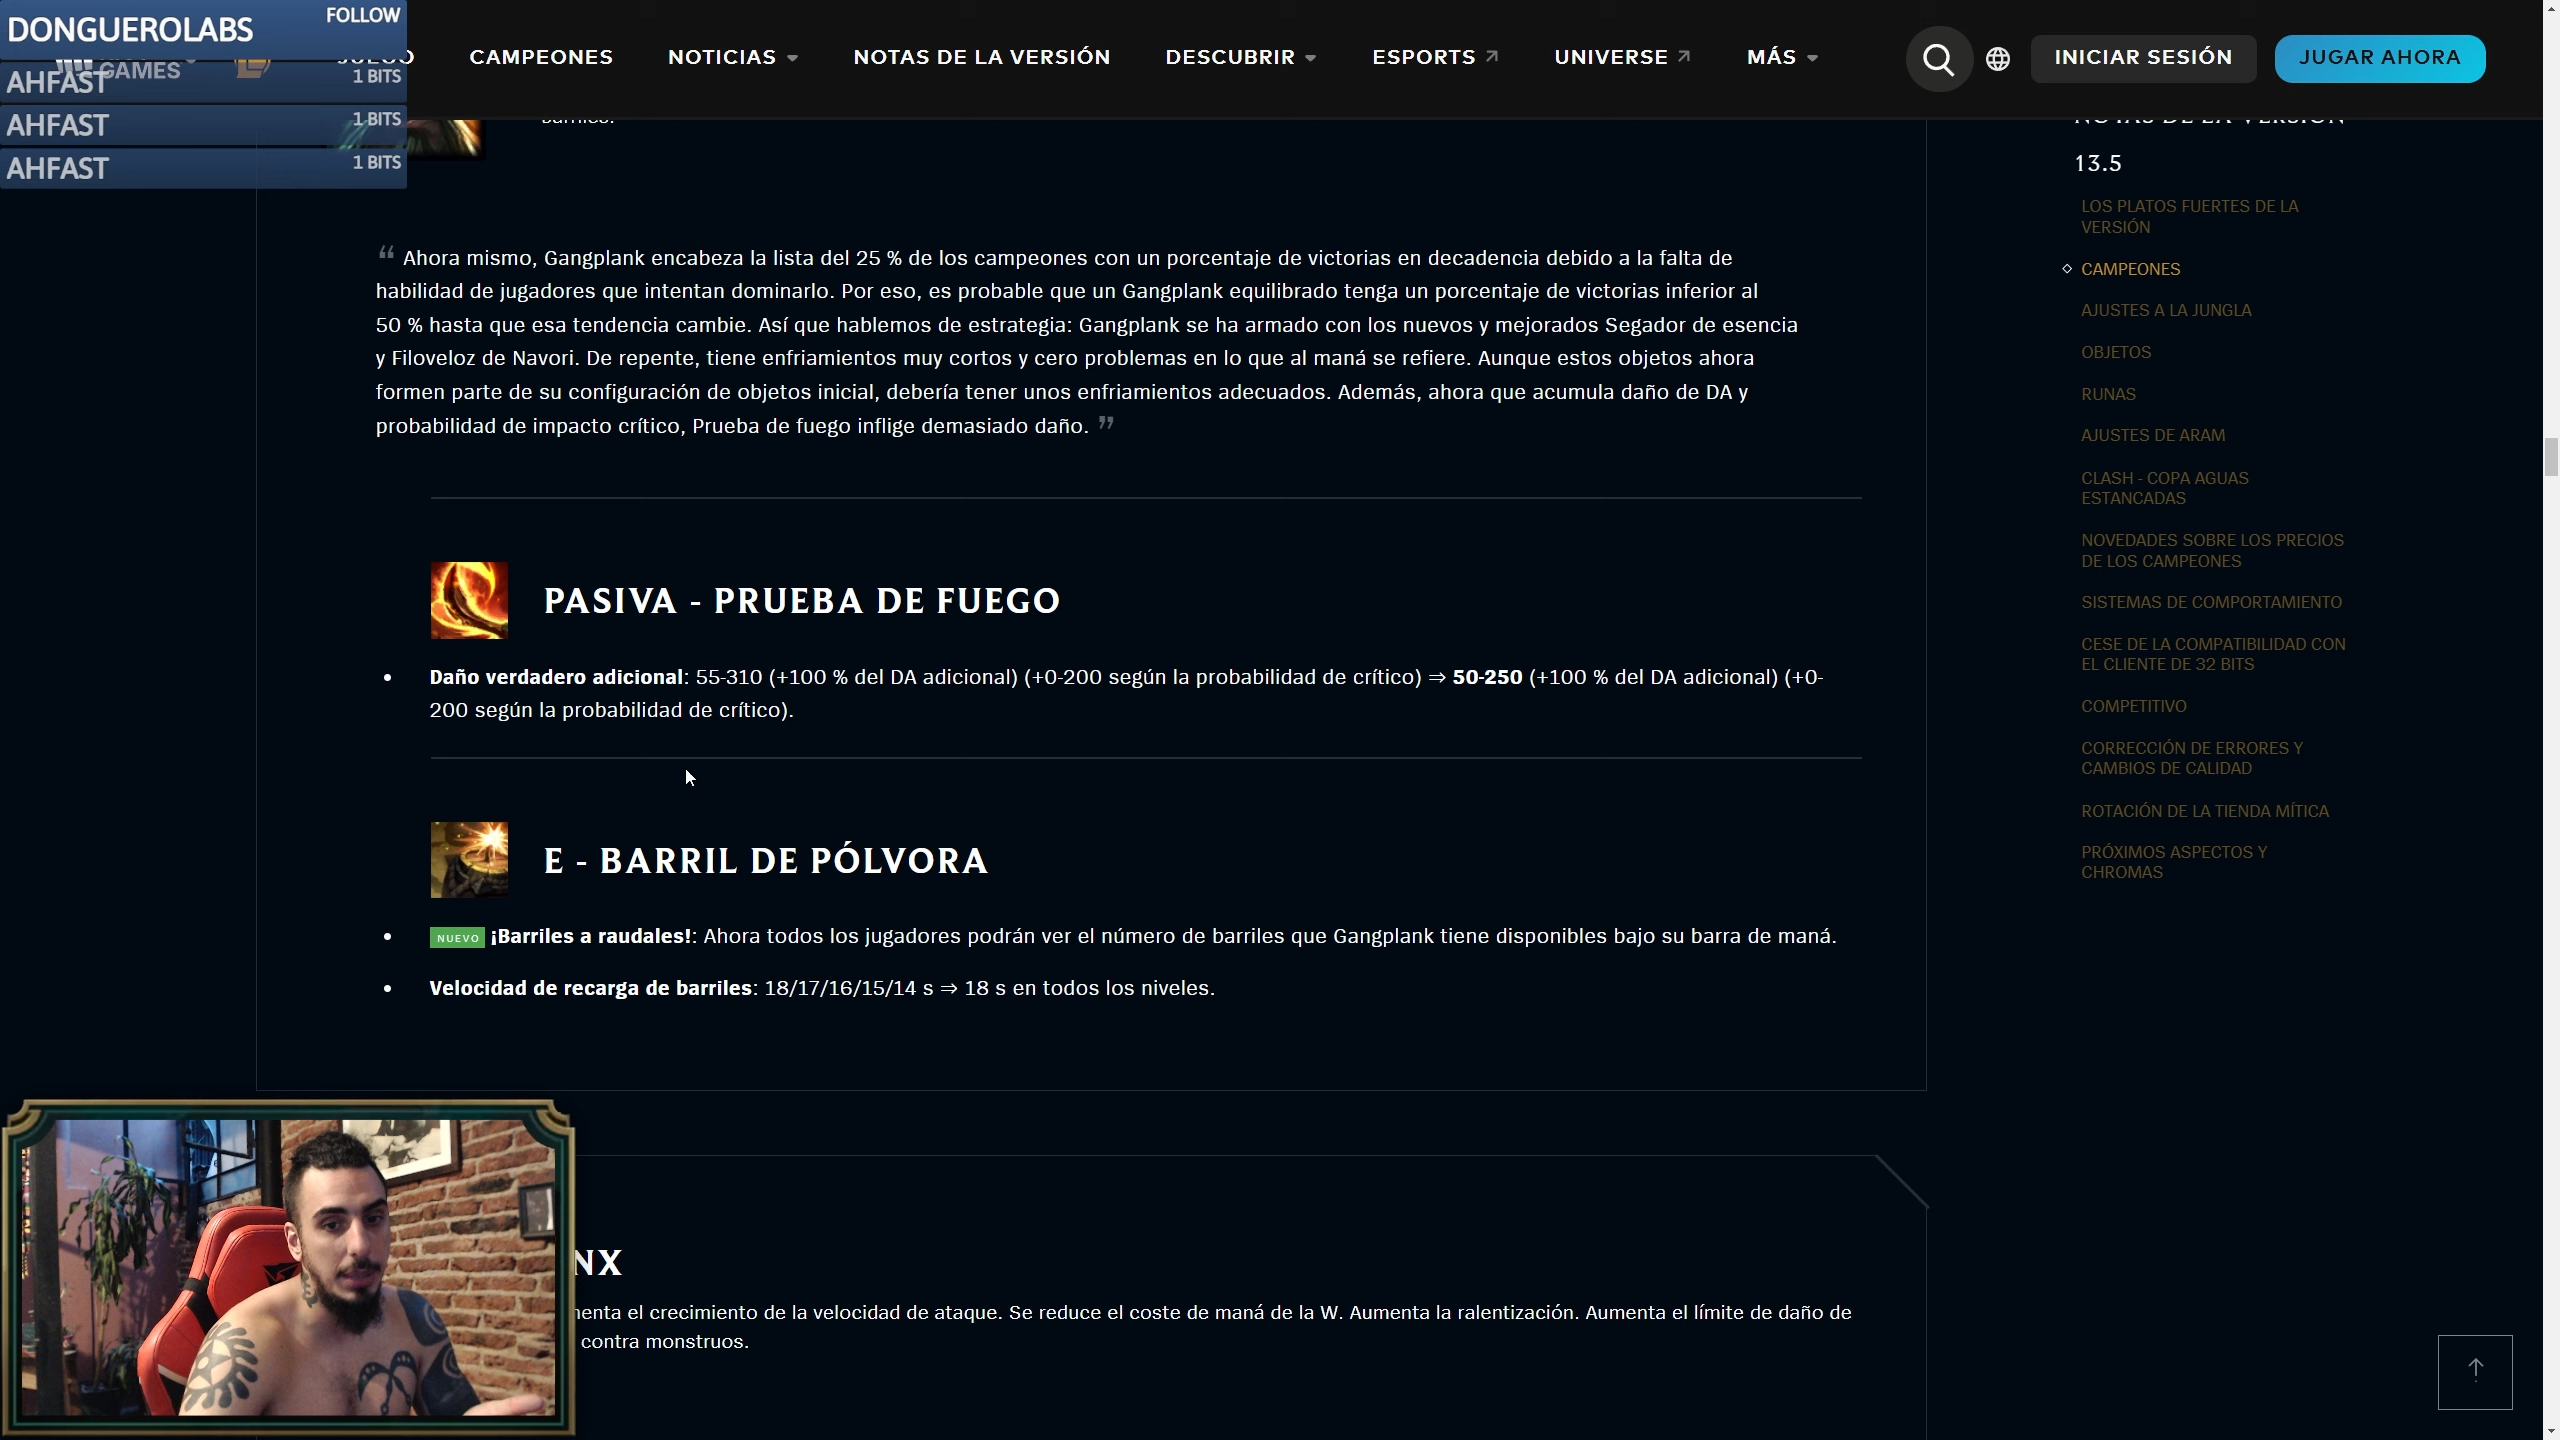 DONGUEROLABS FOLLOW
AHFAST 1 BITS
AHFAST 1 BITS
AHFAST 1 BITS
GAMES
CAMPEONES
NOTICIAS
NOTAS DE LA VERSIÓN
DESCUBRIR
ESPORTS
UNIVERSE
MÁS
INICIAR SESIÓN
JUGAR AHORA
“ Ahora mismo, Gangplank encabeza la lista del 25 % de los campeones con un porcentaje de victorias en decadencia debido a la falta de
habilidad de jugadores que intentan dominarlo. Por eso, es probable que un Gangplank equilibrado tenga un porcentaje de victorias inferior al
50 % hasta que esa tendencia cambie. Así que hablemos de estrategia: Gangplank se ha armado con los nuevos y mejorados Segador de esencia
y Filoveloz de Navori. De repente, tiene enfriamientos muy cortos y cero problemas en lo que al maná se refiere. Aunque estos objetos ahora
formen parte de su configuración de objetos inicial, debería tener unos enfriamientos adecuados. Además, ahora que acumula daño de DA y
probabilidad de impacto crítico, Prueba de fuego inflige demasiado daño. ”
PASIVA - PRUEBA DE FUEGO
• Daño verdadero adicional: 55-310 (+100 % del DA adicional) (+0-200 según la probabilidad de crítico) ⇒ 50-250 (+100 % del DA adicional) (+0-
200 según la probabilidad de crítico).
E - BARRIL DE PÓLVORA
• NUEVO ¡Barriles a raudales!: Ahora todos los jugadores podrán ver el número de barriles que Gangplank tiene disponibles bajo su barra de maná.
• Velocidad de recarga de barriles: 18/17/16/15/14 s ⇒ 18 s en todos los niveles.
NX
menta el crecimiento de la velocidad de ataque. Se reduce el coste de maná de la W. Aumenta la ralentización. Aumenta el límite de daño de
contra monstruos.
NOTAS DE LA VERSIÓN
13.5
LOS PLATOS FUERTES DE LA
VERSIÓN
CAMPEONES
AJUSTES A LA JUNGLA
OBJETOS
RUNAS
AJUSTES DE ARAM
CLASH - COPA AGUAS
ESTANCADAS
NOVEDADES SOBRE LOS PRECIOS
DE LOS CAMPEONES
SISTEMAS DE COMPORTAMIENTO
CESE DE LA COMPATIBILIDAD CON
EL CLIENTE DE 32 BITS
COMPETITIVO
CORRECCIÓN DE ERRORES Y
CAMBIOS DE CALIDAD
ROTACIÓN DE LA TIENDA MÍTICA
PRÓXIMOS ASPECTOS Y
CHROMAS